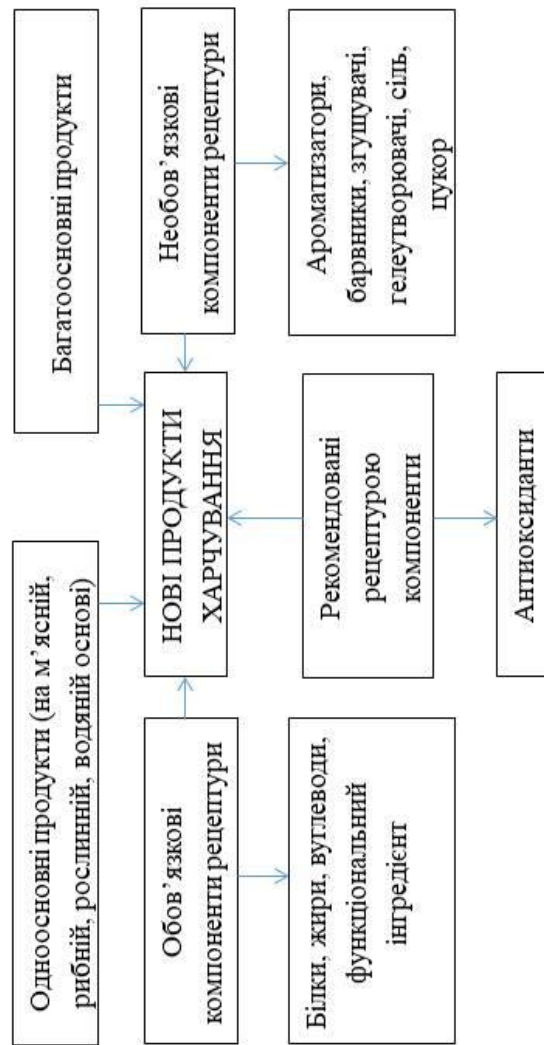 Одноосновні продукти (на м’ясній,
рибній, рослинній, водяній основі)
Багатоосновні продукти
Обов’язкові
компоненти рецептури
НОВІ ПРОДУКТИ
ХАРЧУВАННЯ
Необов’язкові
компоненти рецептури
Білки, жири, вуглеводи,
функціональний
інгредієнт
Рекомендовані
рецептурою
компоненти
Ароматизатори,
барвники, згущувачі,
гелеутворювачі, сіль,
цукор
Антиоксиданти